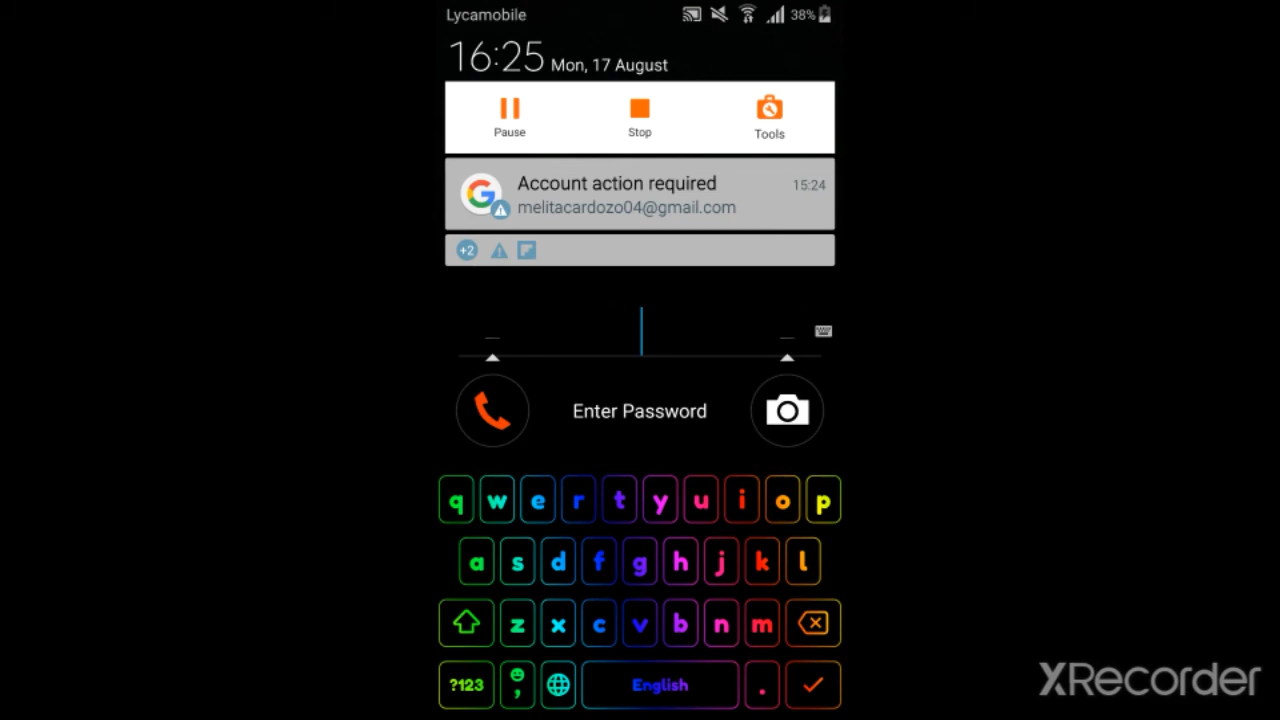 Lycamobile 38%
16:25 Mon, 17 August
Pause Stop Tools
Account action required 15:24
melitacardozo04@gmail.com
+2
Enter Password
q w e r t y u i o p
a s d f g h j k l
z x c v b n m
?123 , English .
XRecorder